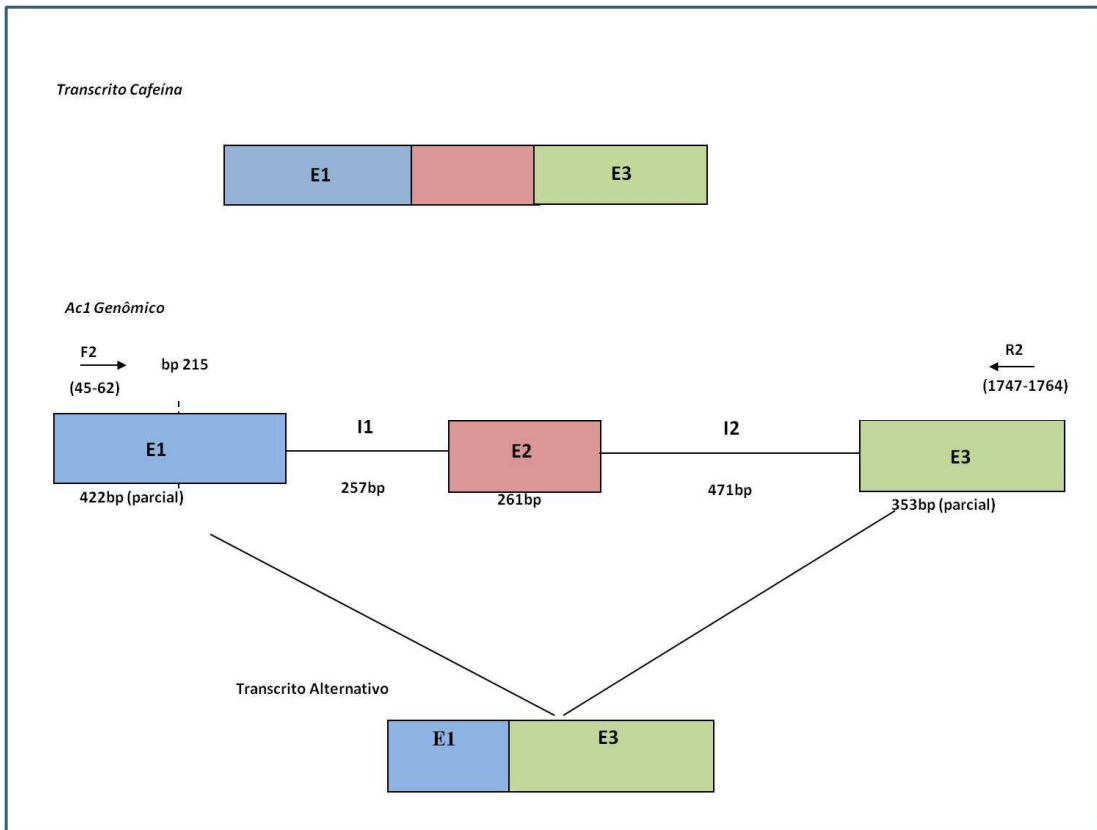 Transcrito Cafeína
E1
E3
Ac1 Genômico
F2
bp 215
R2
(45-62)
(1747-1764)
E1
I1
E2
I2
E3
422bp (parcial)
257bp
261bp
471bp
353bp (parcial)
Transcrito Alternativo
E1
E3